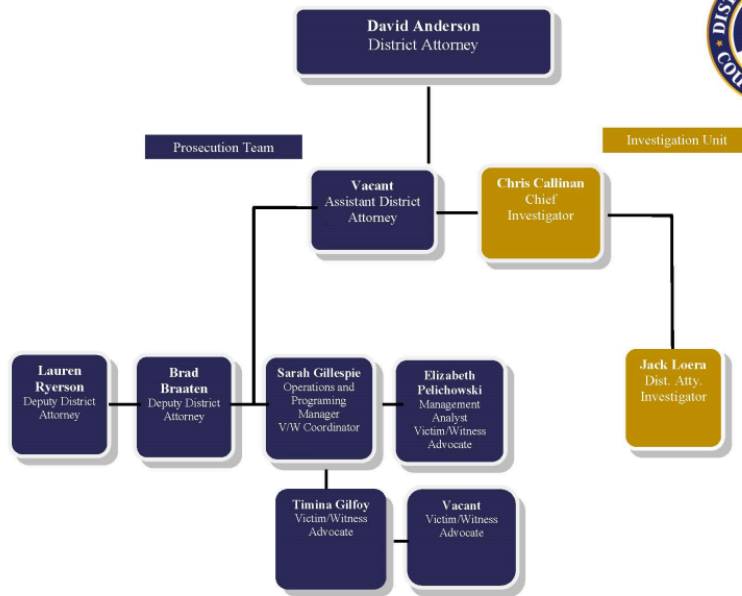 David Anderson
District Attorney
DIST
COU
Prosecution Team
Investigation Unit
Vacant
Assistant District
Attorney
Chris Callinan
Chief
Investigator
Lauren
Ryerson
Deputy District
Attorney
Brad
Braaten
Deputy District
Attorney
Sarah Gillespie
Operations and
Programing
Manager
V/W Coordinator
Elizabeth
Pelichowski
Management
Analyst
Victim/Witness
Advocate
Jack Loera
Dist. Atty.
Investigator
Timina Gilfoy
Victim/Witness
Advocate
Vacant
Victim/Witness
Advocate